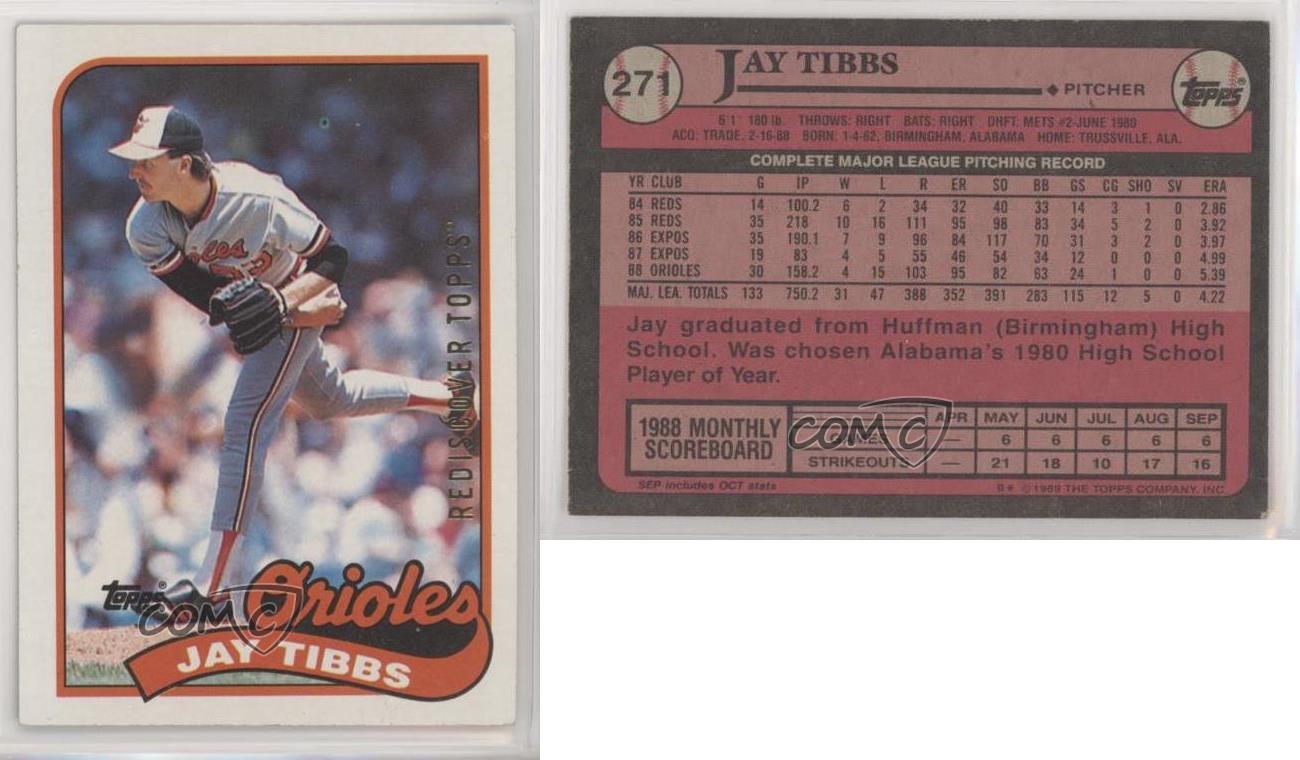 Orioles
REDISCOVER TOPPS™
topps®
Orioles
COMC
JAY TIBBS
271
JAY TIBBS
PITCHER
topps®
6'1" 180 lb. THROWS: RIGHT BATS: RIGHT DRFT: METS #2-JUNE 1980
ACQ: TRADE, 2-16-88 BORN: 1-4-62, BIRMINGHAM, ALABAMA HOME: TRUSSVILLE, ALA.
COMPLETE MAJOR LEAGUE PITCHING RECORD
YR CLUB G IP W L R ER SO BB GS CG SHO SV ERA
84 REDS 14 100.2 6 2 34 32 40 33 14 3 1 0 2.86
85 REDS 35 218 10 16 111 95 98 83 34 5 2 0 3.92
86 EXPOS 35 190.1 7 9 96 84 117 70 31 3 2 0 3.97
87 EXPOS 19 83 4 5 55 46 54 34 12 0 0 0 4.99
88 ORIOLES 30 158.2 4 15 103 95 82 63 24 1 0 0 5.39
MAJ. LEA. TOTALS 133 750.2 31 47 388 352 391 283 115 12 5 0 4.22
Jay graduated from Huffman (Birmingham) High
School. Was chosen Alabama's 1980 High School
Player of Year.
1988 MONTHLY
SCOREBOARD
APR MAY JUN JUL AUG SEP
GAMES — 6 6 6 6 6
STRIKEOUTS — 21 18 10 17 16
COMC
SEP includes OCT stats
D* © 1989 THE TOPPS COMPANY, INC.